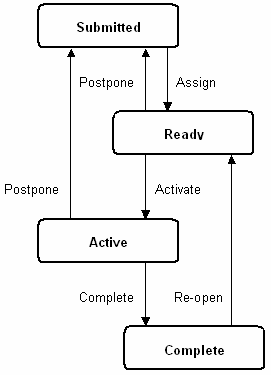 Submitted
Postpone
Assign
Ready
Postpone
Activate
Active
Complete
Re-open
Complete